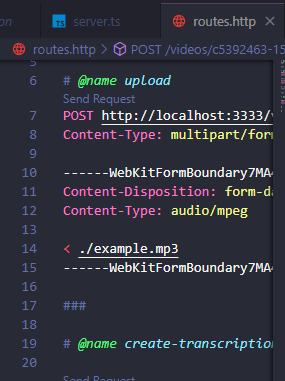 on
TS server.ts
routes.http
routes.http > POST /videos/c5392463-15
5
6 # @name upload
Send Request
7 POST http://localhost:3333/
8 Content-Type: multipart/for
9
10 ------WebKitFormBoundary7MA
11 Content-Disposition: form-da
12 Content-Type: audio/mpeg
13
14 < ./example.mp3
15 ------WebKitFormBoundary7MA
16
17 ###
18
19 # @name create-transcription
20
Send Request